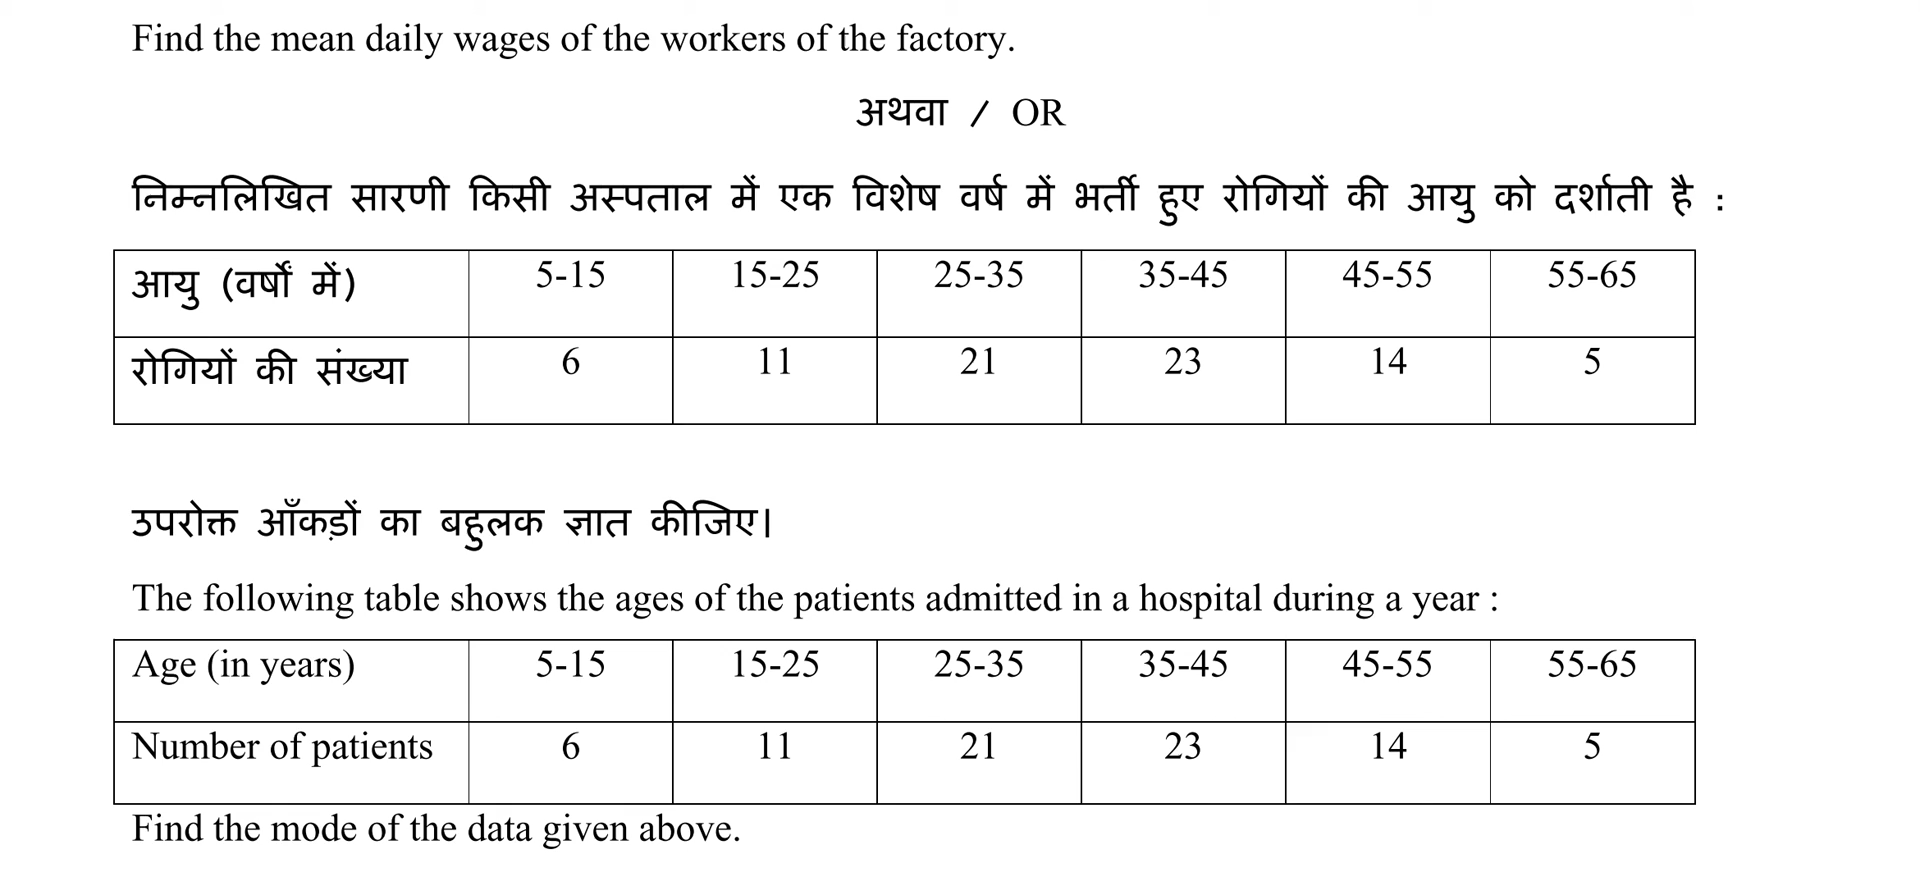 Find the mean daily wages of the workers of the factory.
अथवा / OR
निम्नलिखित सारणी किसी अस्पताल में एक विशेष वर्ष में भर्ती हुए रोगियों की आयु को दर्शाती है :
आयु (वर्षों में) 5-15 15-25 25-35 35-45 45-55 55-65
रोगियों की संख्या 6 11 21 23 14 5
उपरोक्त आँकड़ों का बहुलक ज्ञात कीजिए।
The following table shows the ages of the patients admitted in a hospital during a year :
Age (in years) 5-15 15-25 25-35 35-45 45-55 55-65
Number of patients 6 11 21 23 14 5
Find the mode of the data given above.